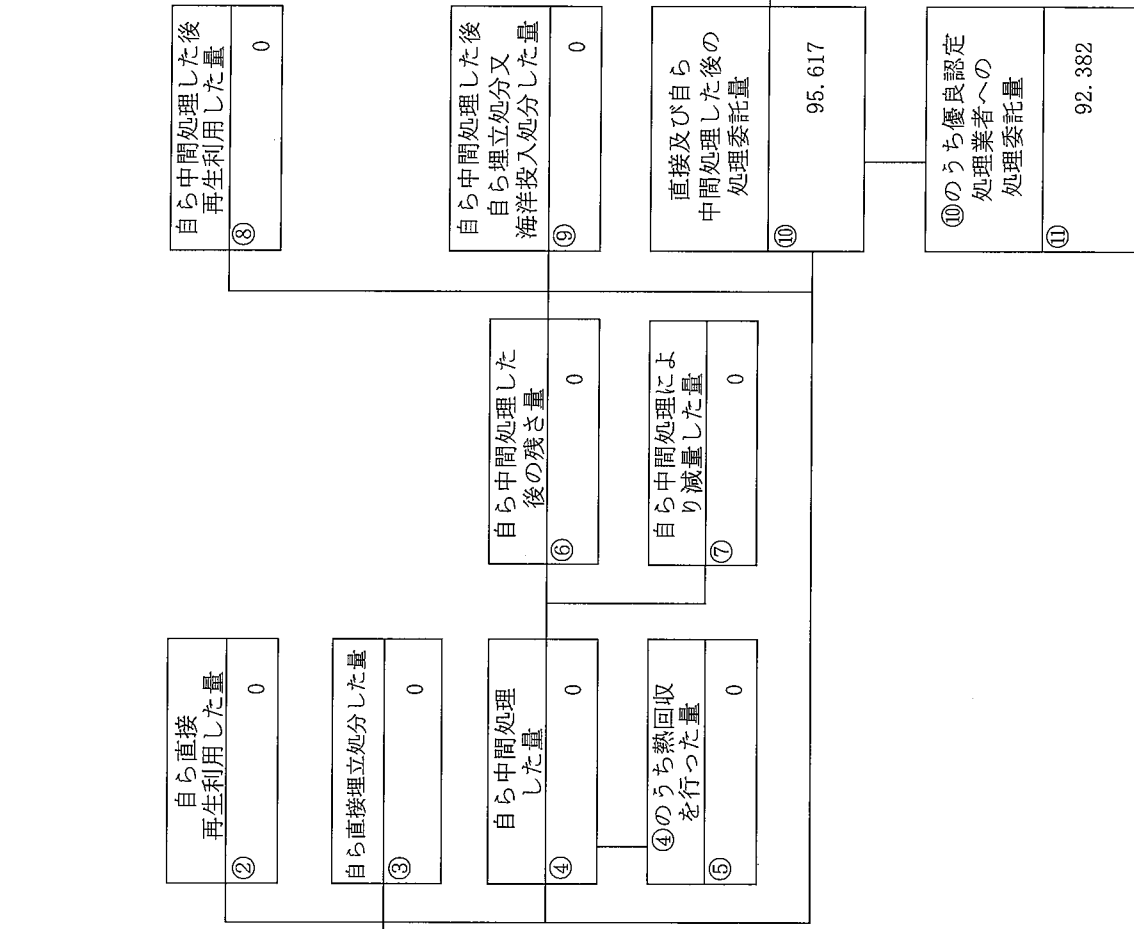 自ら直接
再生利用した量
② 0
自ら直接埋立処分した量
③ 0
自ら中間処理
した量
④ 0
④のうち熱回収
を行った量
⑤ 0
自ら中間処理した
後の残さ量
⑥ 0
自ら中間処理によ
り減量した量
⑦ 0
自ら中間処理した後
再生利用した量
⑧ 0
自ら中間処理した後
自ら埋立処分又
海洋投入処分した量
⑨ 0
直接及び自ら
中間処理した後の
処理委託量
⑩ 95.617
⑩のうち優良認定
処理業者への
処理委託量
⑪ 92.382